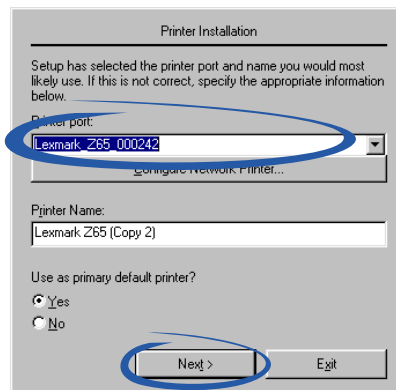 Printer Installation
Setup has selected the printer port and name you would most
likely use. If this is not correct, specify the appropriate information
below.
Printer port:
Lexmark_Z65_000242
Configure Network Printer...
Printer Name:
Lexmark Z65 (Copy 2)
Use as primary default printer?
Yes
No
Next >
Exit